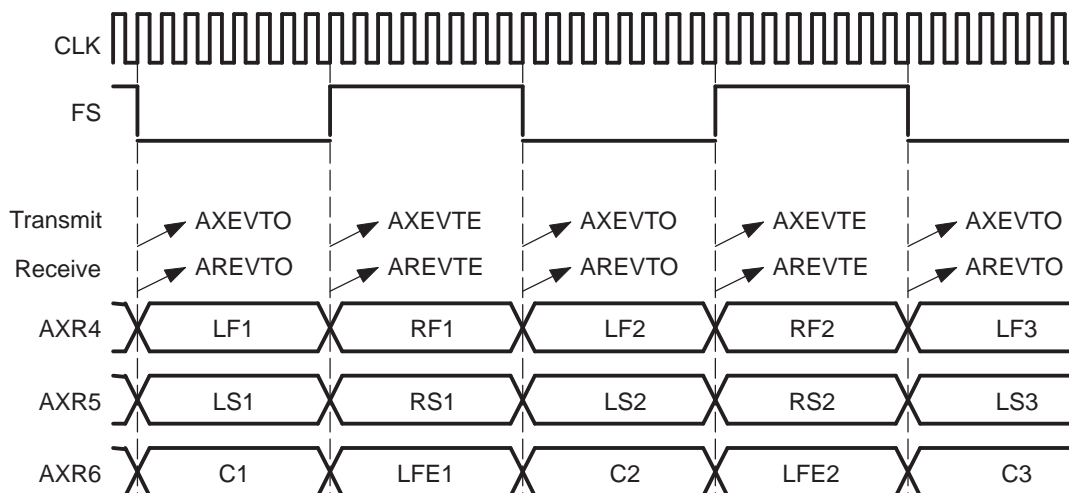 CLK
FS
Transmit AXEVTO AXEVTE AXEVTO AXEVTE AXEVTO
Receive AREVTO AREVTE AREVTO AREVTE AREVTO
AXR4 LF1 RF1 LF2 RF2 LF3
AXR5 LS1 RS1 LS2 RS2 LS3
AXR6 C1 LFE1 C2 LFE2 C3